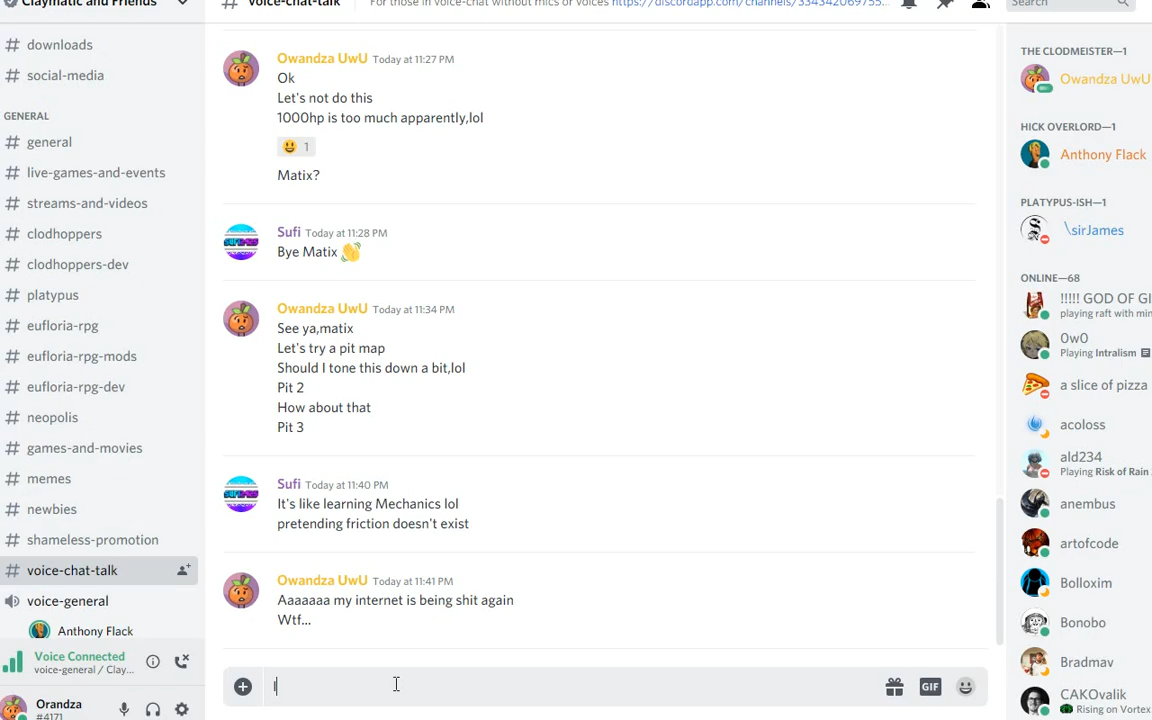 Claymatic and Friends
# voice-chat-talk
For those in voice-chat without mics or voices https://discordapp.com/channels/334342069755...
Search
# downloads
# social-media
GENERAL
# general
# live-games-and-events
# streams-and-videos
# clodhoppers
# clodhoppers-dev
# platypus
# eufloria-rpg
# eufloria-rpg-mods
# eufloria-rpg-dev
# neopolis
# games-and-movies
# memes
# newbies
# shameless-promotion
# voice-chat-talk
voice-general
Anthony Flack
Voice Connected
voice-general / Clay...
Orandza
#4171
Owandza UwU Today at 11:27 PM
Ok
Let's not do this
1000hp is too much apparently,lol
😃 1
Matix?
Sufi Today at 11:28 PM
Bye Matix 👋
Owandza UwU Today at 11:34 PM
See ya,matix
Let's try a pit map
Should I tone this down a bit,lol
Pit 2
How about that
Pit 3
Sufi Today at 11:40 PM
It's like learning Mechanics lol
pretending friction doesn't exist
Owandza UwU Today at 11:41 PM
Aaaaaaa my internet is being shit again
Wtf...
GIF
THE CLODMEISTER—1
Owandza UwU
HICK OVERLORD—1
Anthony Flack
PLATYPUS-ISH—1
\sirJames
ONLINE—68
!!!!! GOD OF GI
playing raft with min
0w0
Playing Intralism
a slice of pizza
acoloss
ald234
Playing Risk of Rain
anembus
artofcode
Bolloxim
Bonobo
Bradmav
CAKOvalik
Rising on Vortex